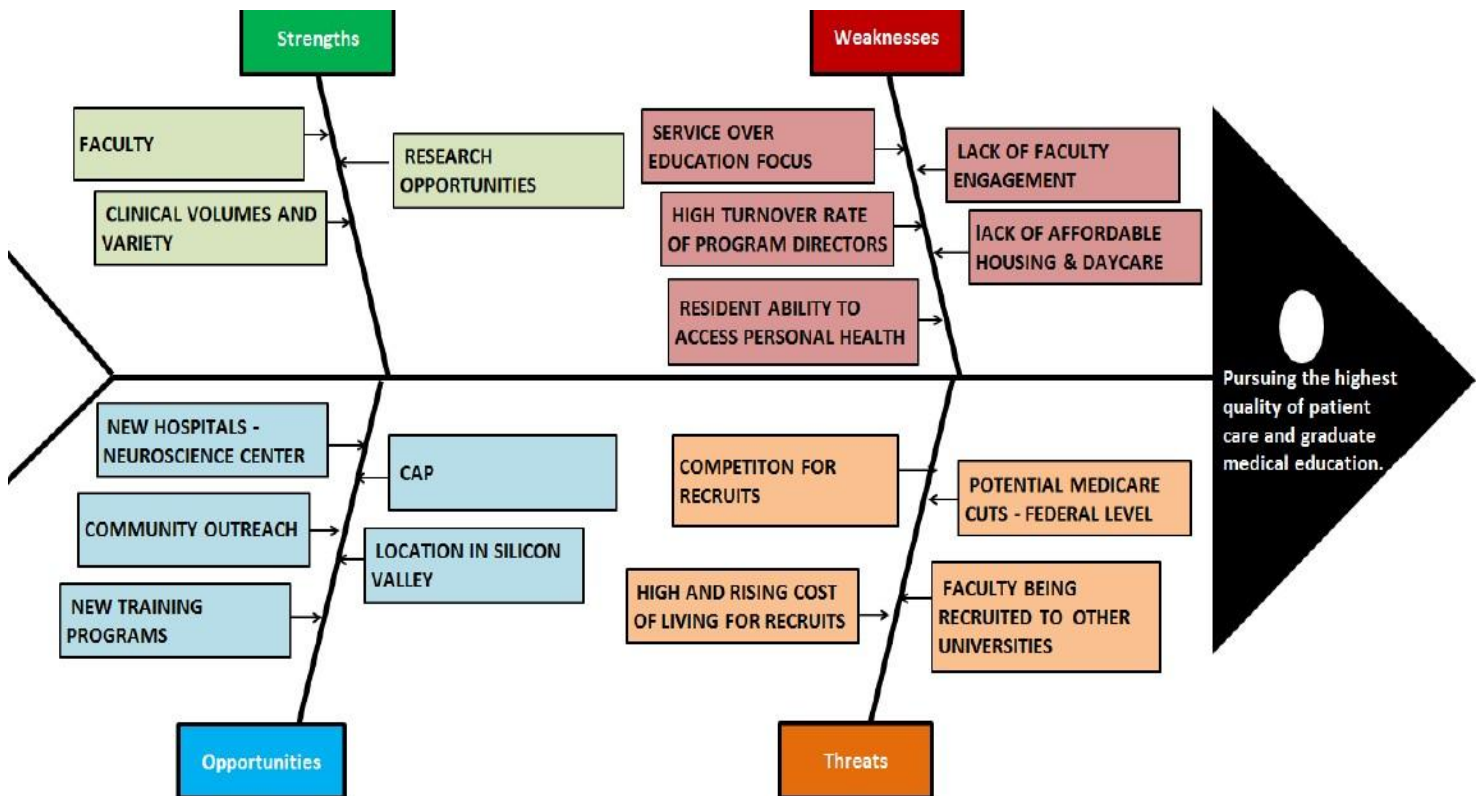 Strengths
FACULTY
RESEARCH
OPPORTUNITIES
CLINICAL VOLUMES AND
VARIETY
Weaknesses
SERVICE OVER
EDUCATION FOCUS
LACK OF FACULTY
ENGAGEMENT
HIGH TURNOVER RATE
OF PROGRAM DIRECTORS
lACK OF AFFORDABLE
HOUSING & DAYCARE
RESIDENT ABILITY TO
ACCESS PERSONAL HEALTH
Pursuing the highest
quality of patient
care and graduate
medical education.
NEW HOSPITALS -
NEUROSCIENCE CENTER
CAP
COMMUNITY OUTREACH
LOCATION IN SILICON
VALLEY
NEW TRAINING
PROGRAMS
Opportunities
COMPETITON FOR
RECRUITS
POTENTIAL MEDICARE
CUTS - FEDERAL LEVEL
HIGH AND RISING COST
OF LIVING FOR RECRUITS
FACULTY BEING
RECRUITED TO OTHER
UNIVERSITIES
Threats